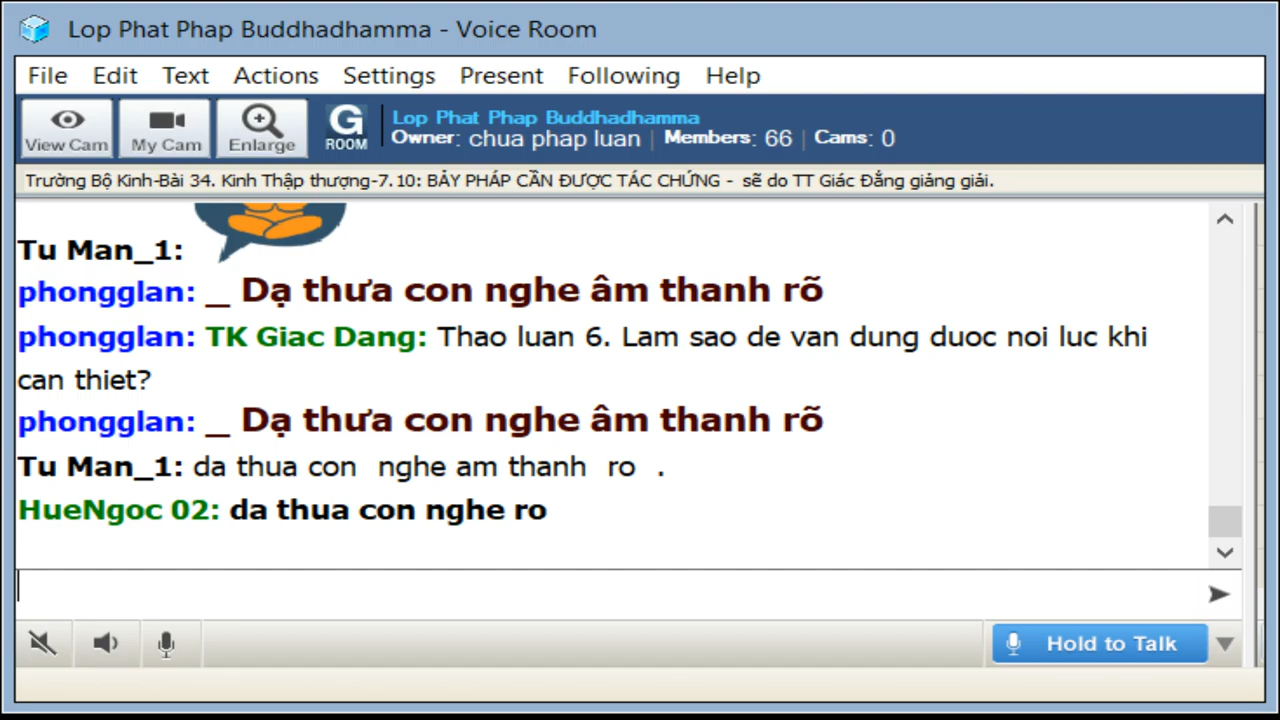 Lop Phat Phap Buddhadhamma - Voice Room
File Edit Text Actions Settings Present Following Help
View Cam My Cam Enlarge G ROOM
Lop Phat Phap Buddhadhamma
Owner: chua phap luan | Members: 66 | Cams: 0
Trường Bộ Kinh-Bài 34. Kinh Thập thượng-7.10: BẢY PHÁP CẦN ĐƯỢC TÁC CHỨNG - sẽ do TT Giác Đẳng giảng giải.
Tu Man_1:
phongglan: _ Dạ thưa con nghe âm thanh rõ
phongglan: TK Giac Dang: Thao luan 6. Lam sao de van dung duoc noi luc khi
can thiet?
phongglan: _ Dạ thưa con nghe âm thanh rõ
Tu Man_1: da thua con nghe am thanh ro .
HueNgoc 02: da thua con nghe ro
Hold to Talk